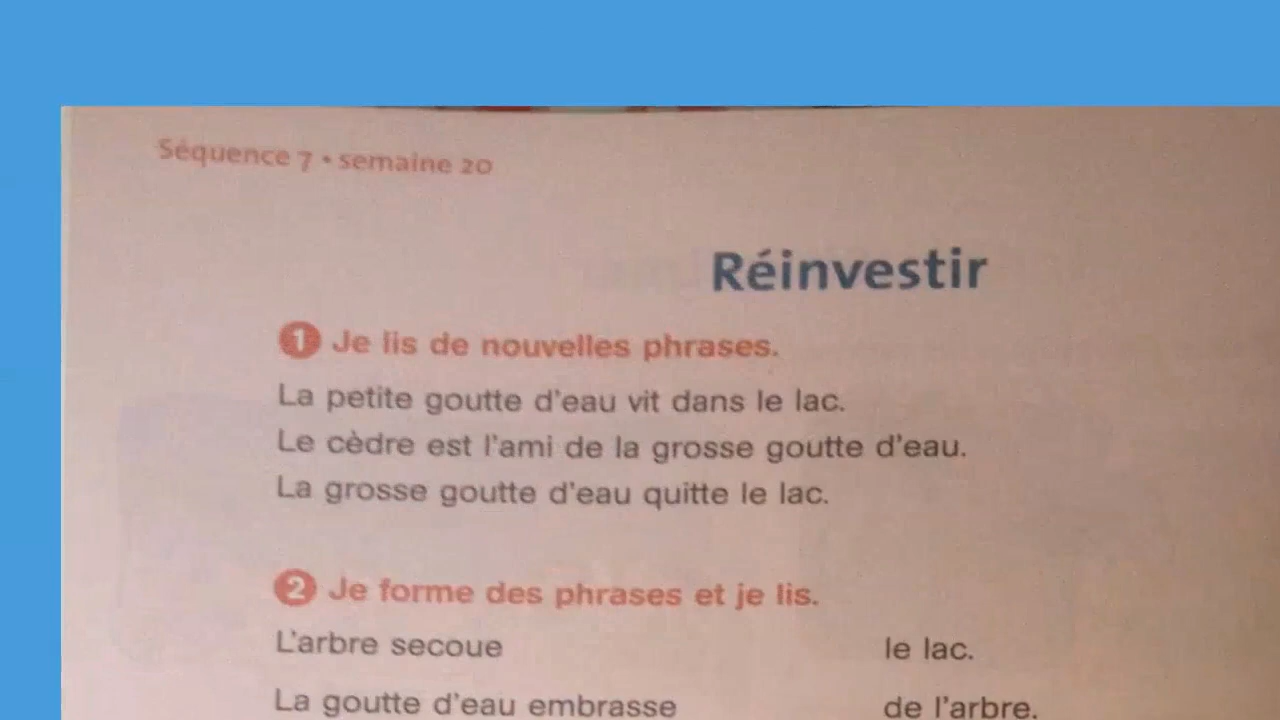 Séquence 7 • semaine 20
Réinvestir
1 Je lis de nouvelles phrases.
La petite goutte d'eau vit dans le lac.
Le cèdre est l'ami de la grosse goutte d'eau.
La grosse goutte d'eau quitte le lac.
2 Je forme des phrases et je lis.
L'arbre secoue le lac.
La goutte d'eau embrasse de l'arbre.